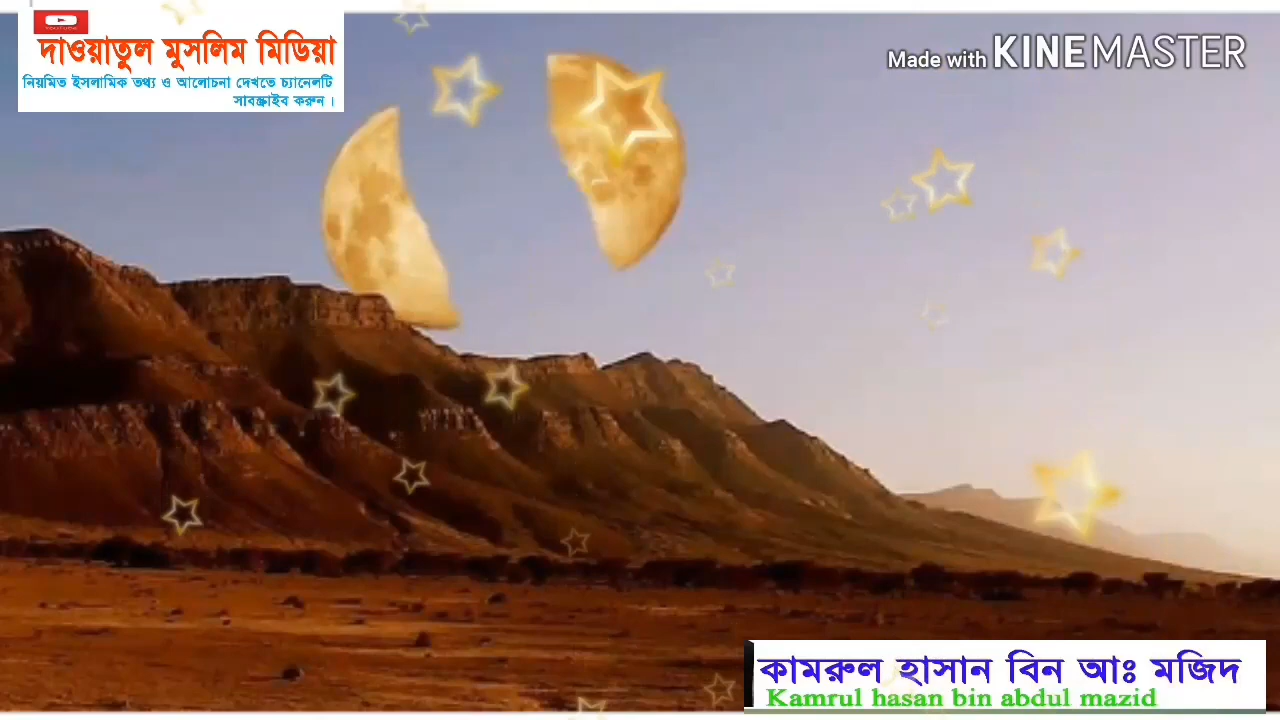 দাওয়াতুল মুসলিম মিডিয়া
নিয়মিত ইসলামিক তথ্য ও আলোচনা দেখতে চ্যানেলটি
সাবস্ক্রাইব করুন।
Made with KINEMASTER
কামরুল হাসান বিন আঃ মজিদ
Kamrul hasan bin abdul mazid